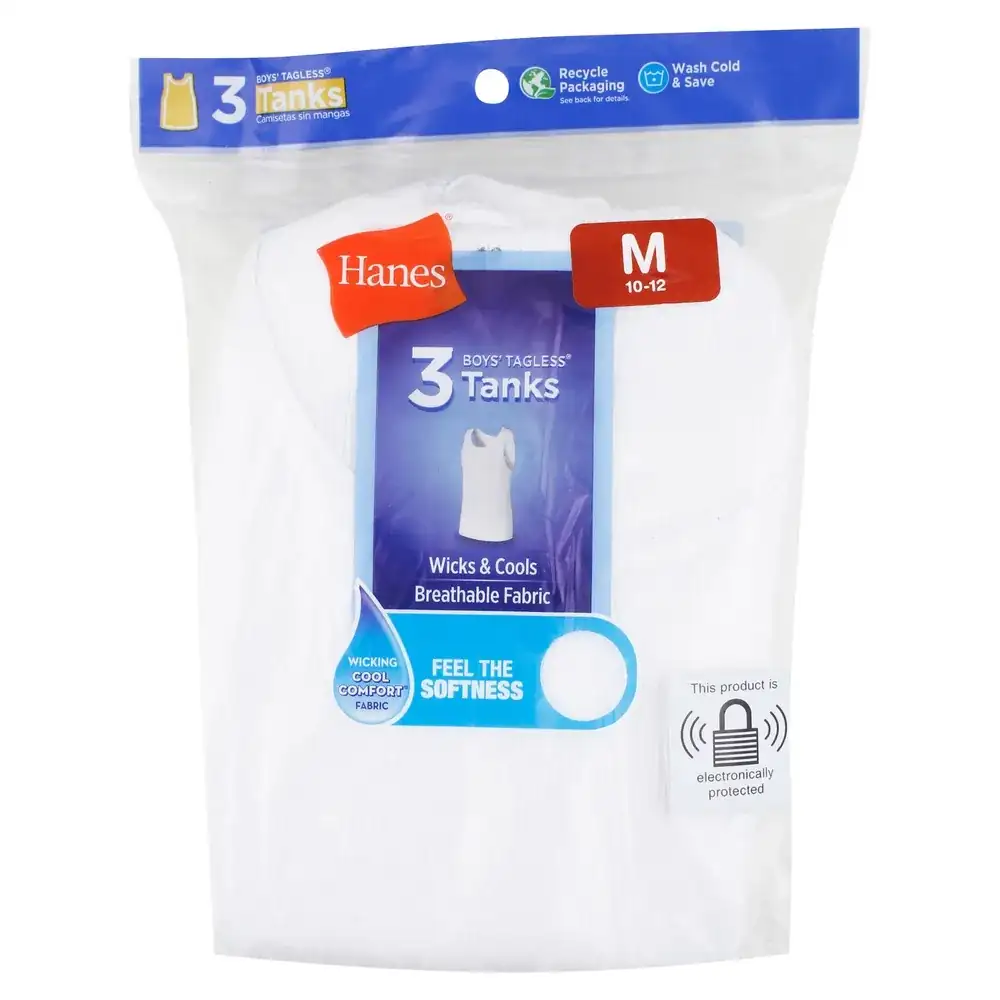 3
BOYS' TAGLESS®
Tanks
Camisetas sin mangas
Recycle
Packaging
See back for details.
Wash Cold
& Save
Hanes®
M
10-12
3
BOYS' TAGLESS®
Tanks
Wicks & Cools
Breathable Fabric
WICKING
COOL
COMFORT™
FABRIC
FEEL THE
SOFTNESS
This product is
electronically
protected